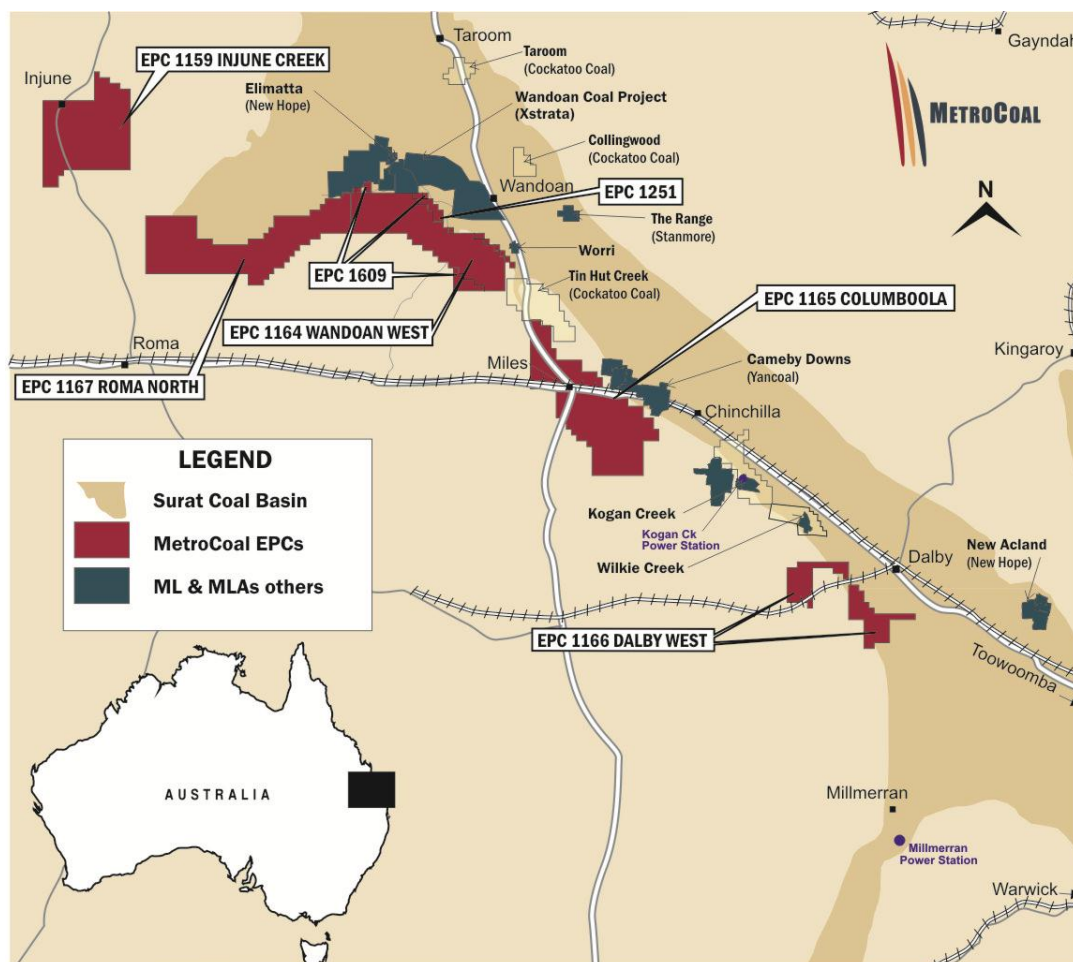 Taroom
Gayndah
EPC 1159 INJUNE CREEK
Taroom
(Cockatoo Coal)
Injune
Elimatta
(New Hope)
Wandoan Coal Project
(Xstrata)
METROCOAL
Collingwood
(Cockatoo Coal)
Wandoan
EPC 1251
N
The Range
(Stanmore)
Worri
EPC 1609
Tin Hut Creek
(Cockatoo Coal)
EPC 1165 COLUMBOOLA
EPC 1164 WANDOAN WEST
Roma
Kingaroy
Miles
Cameby Downs
(Yancoal)
EPC 1167 ROMA NORTH
Chinchilla
LEGEND
Surat Coal Basin
MetroCoal EPCs
ML & MLAs others
Kogan Creek
Kogan Ck
Power Station
Wilkie Creek
Dalby
New Acland
(New Hope)
EPC 1166 DALBY WEST
Toowoomba
AUSTRALIA
Millmerran
Millmerran
Power Station
Warwick